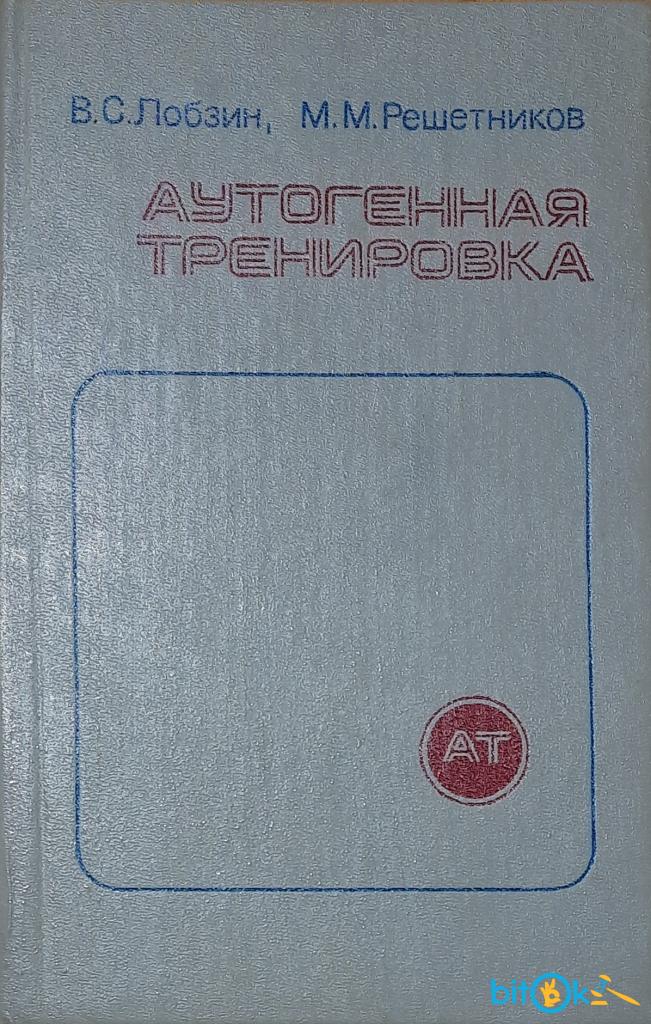 В.С.Лобзин, М.М.Решетников
АУТОГЕННАЯ
ТРЕНИРОВКА
АТ
bitok